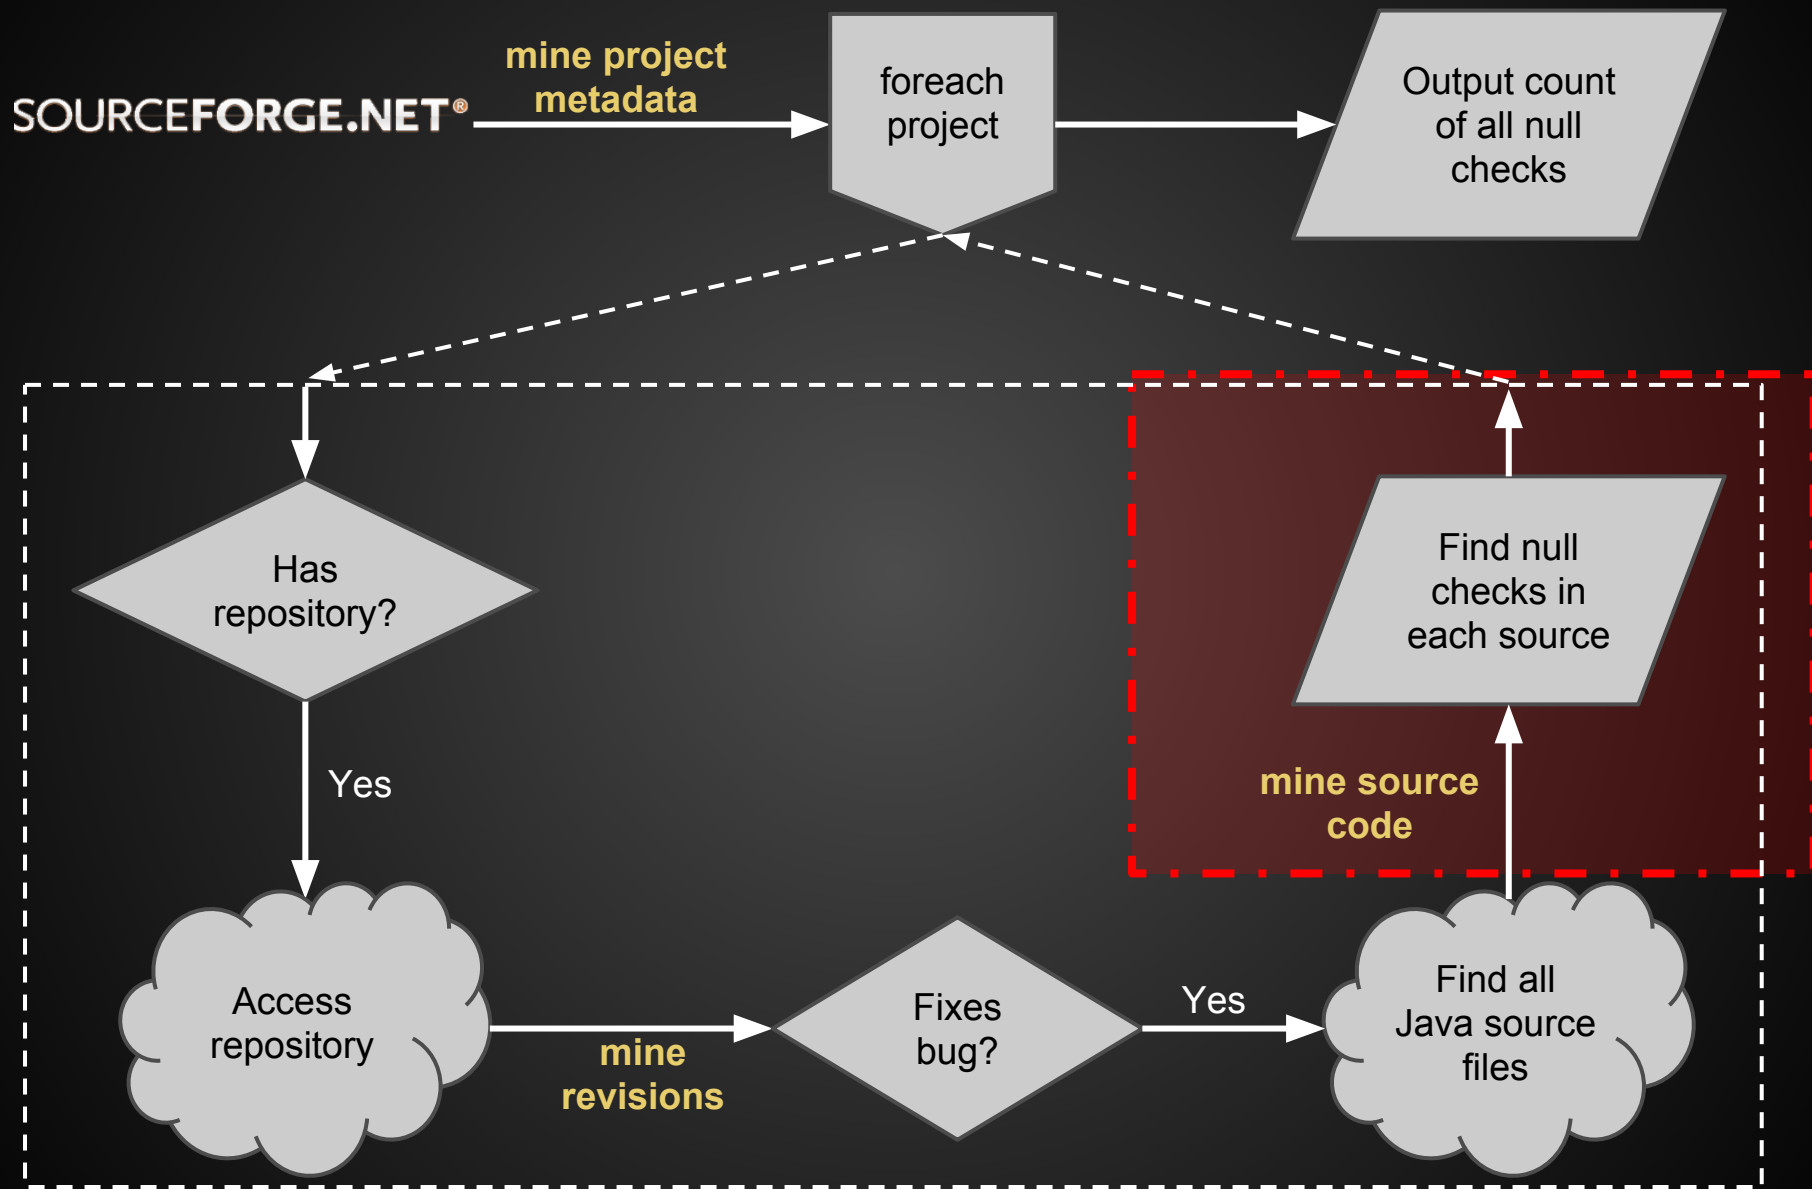 SOURCEFORGE.NET®
mine project
metadata
foreach
project
Output count
of all null
checks
Has
repository?
Yes
Access
repository
mine
revisions
Fixes
bug?
Yes
Find all
Java source
files
mine source
code
Find null
checks in
each source